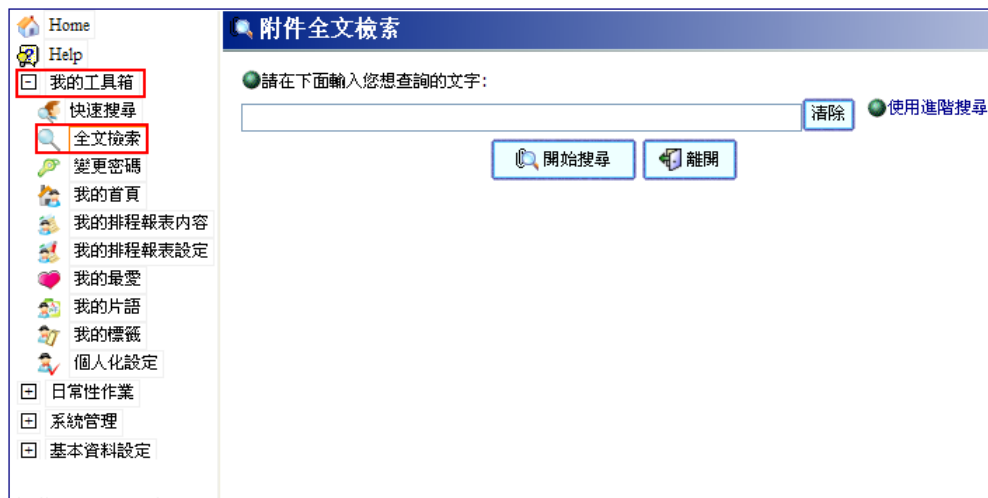 Home
Help
我的工具箱
快速搜尋
全文檢索
變更密碼
我的首頁
我的排程報表内容
我的排程報表設定
我的最愛
我的片語
我的標籤
個人化設定
日常性作業
系統管理
基本資料設定
附件全文檢索
請在下面輸入您想查詢的文字:
清除
使用進階搜尋
開始搜尋
離開